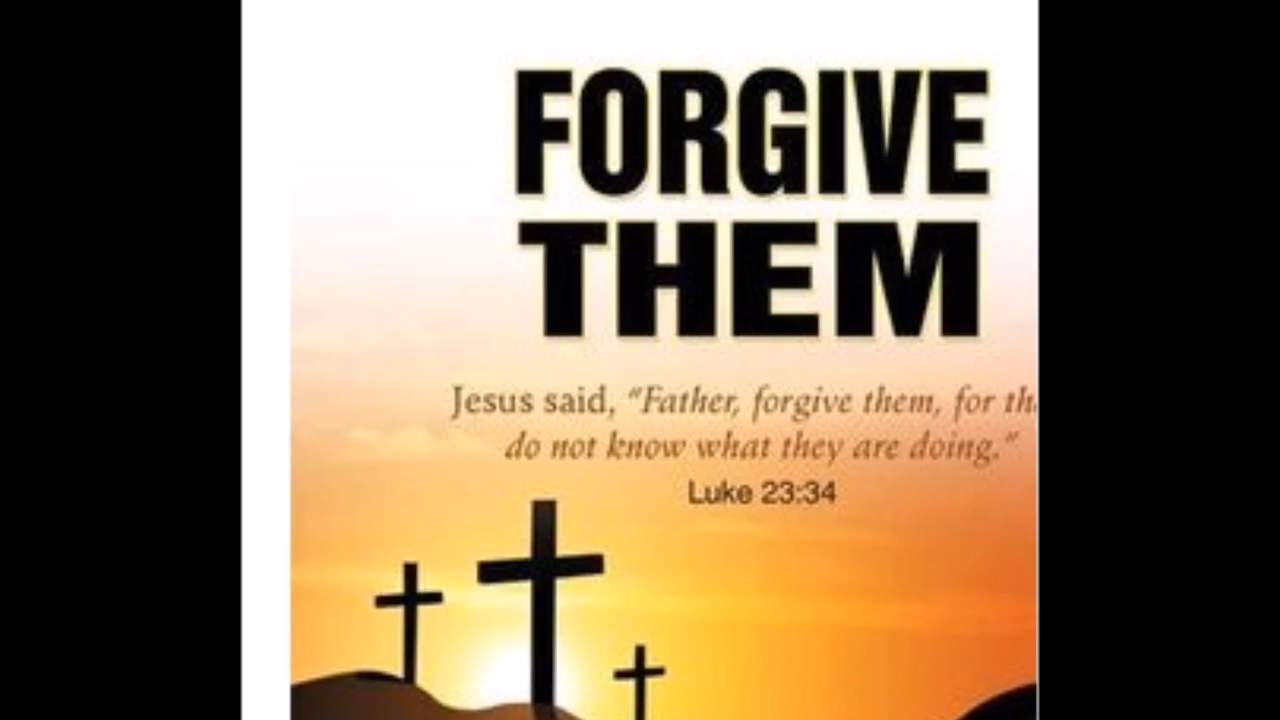 FORGIVE
THEM
Jesus said, “Father, forgive them, for
do not know what they are doing.”
Luke 23:34